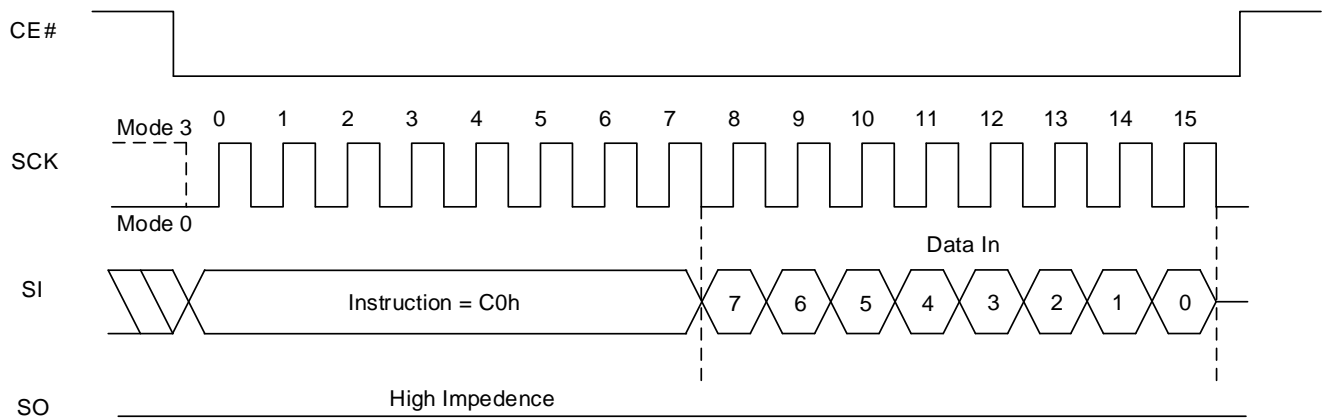 CE#
Mode 3 0 1 2 3 4 5 6 7 8 9 10 11 12 13 14 15
SCK
Mode 0
Data In
SI Instruction = C0h 7 6 5 4 3 2 1 0
High Impedence
SO